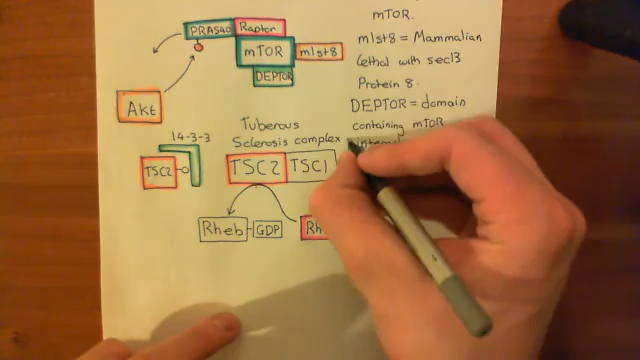 PRAS40 Raptor
mTOR mlst8
DEPTOR
Akt
14-3-3
TSC2
Tuberous
Sclerosis complex
TSC2 TSC1
Rheb GDP
Rh
mTOR.
mlst8 = Mammalian
lethal with sec13
Protein 8.
DEPTOR = domain
containing mTOR